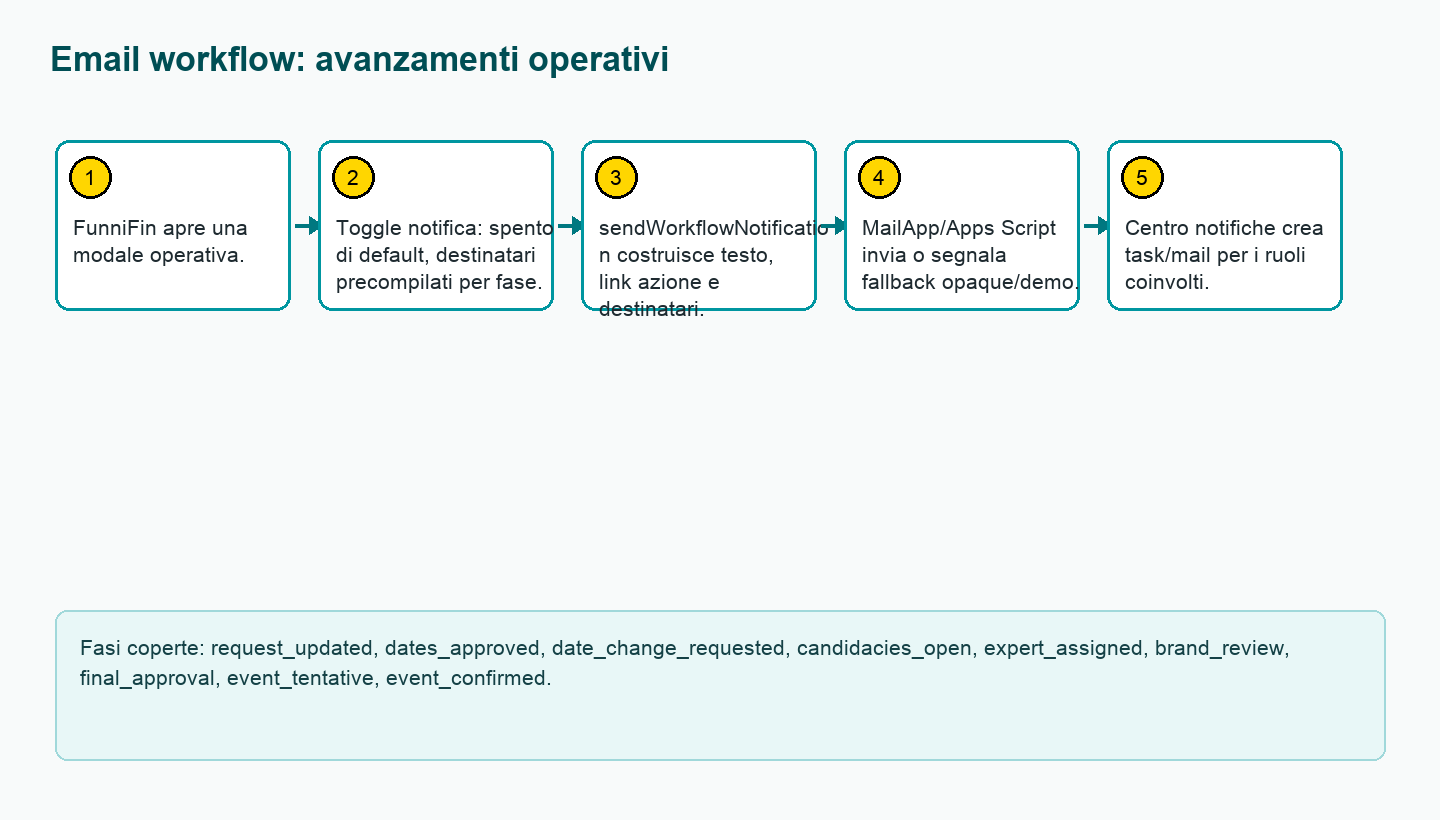 Email workflow: avanzamenti operativi
1
FunniFin apre una
modale operativa.
2
Toggle notifica: spento
di default, destinatari
precompilati per fase.
3
sendWorkflowNotificatio
n costruisce testo,
link azione e
destinatari.
4
MailApp/Apps Script
invia o segnala
fallback opaque/demo.
5
Centro notifiche crea
task/mail per i ruoli
coinvolti.
Fasi coperte: request_updated, dates_approved, date_change_requested, candidacies_open, expert_assigned, brand_review,
final_approval, event_tentative, event_confirmed.